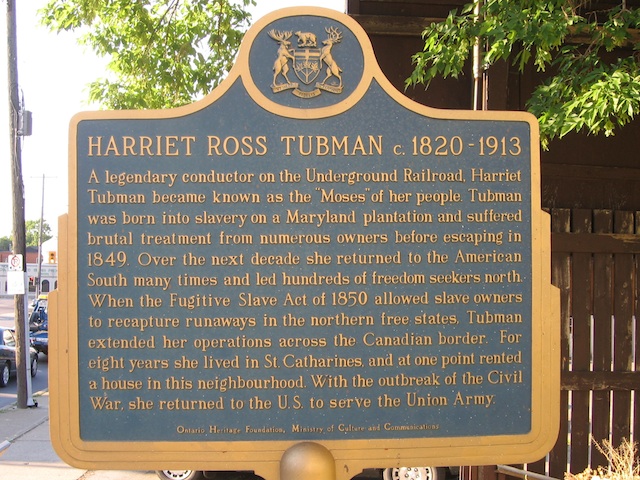 HARRIET ROSS TUBMAN c. 1820-1913
A legendary conductor on the Underground Railroad, Harriet
Tubman became known as the "Moses" of her people. Tubman
was born into slavery on a Maryland plantation and suffered
brutal treatment from numerous owners before escaping in
1849. Over the next decade she returned to the American
South many times and led hundreds of freedom seekers north.
When the Fugitive Slave Act of 1850 allowed slave owners
to recapture runaways in the northern free states, Tubman
extended her operations across the Canadian border. For
eight years she lived in St. Catharines, and at one point rented
a house in this neighbourhood. With the outbreak of the Civil
War, she returned to the U.S. to serve the Union Army.
Ontario Heritage Foundation, Ministry of Culture and Communications